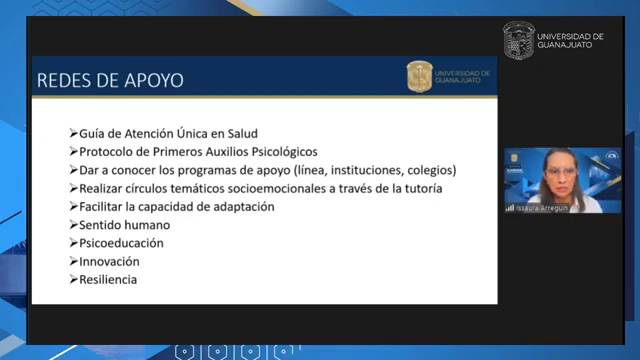 UNIVERSIDAD DE
GUANAJUATO
REDES DE APOYO
UNIVERSIDAD DE
GUANAJUATO
➢Guía de Atención Única en Salud
➢Protocolo de Primeros Auxilios Psicológicos
➢Dar a conocer los programas de apoyo (línea, instituciones, colegios)
➢Realizar círculos temáticos socioemocionales a través de la tutoría
➢Facilitar la capacidad de adaptación
➢Sentido humano
➢Psicoeducación
➢Innovación
➢Resiliencia
Issaura Arreguin